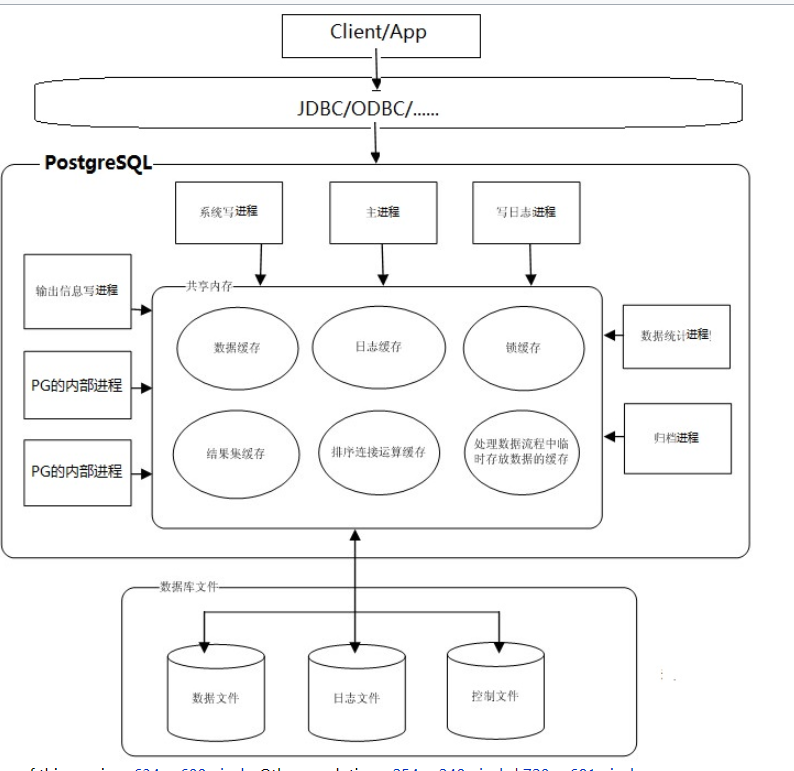 Client/App
JDBC/ODBC/......
PostgreSQL
系统写进程
主进程
写日志进程
输出信息写进程
共享内存
数据缓存
日志缓存
锁缓存
数据统计进程
PG的内部进程
结果集缓存
排序连接运算缓存
处理数据流程中临
时存放数据的缓存
归档进程
PG的内部进程
数据库文件
数据文件
日志文件
控制文件